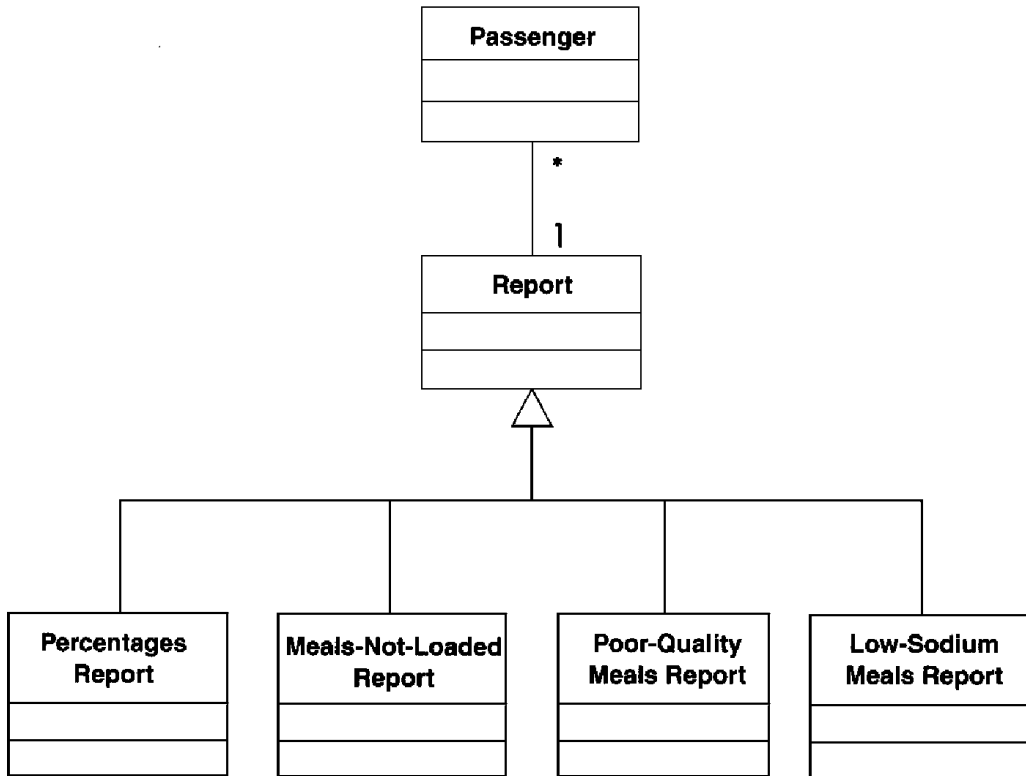 Passenger
*
1
Report
Percentages
Report
Meals-Not-Loaded
Report
Poor-Quality
Meals Report
Low-Sodium
Meals Report